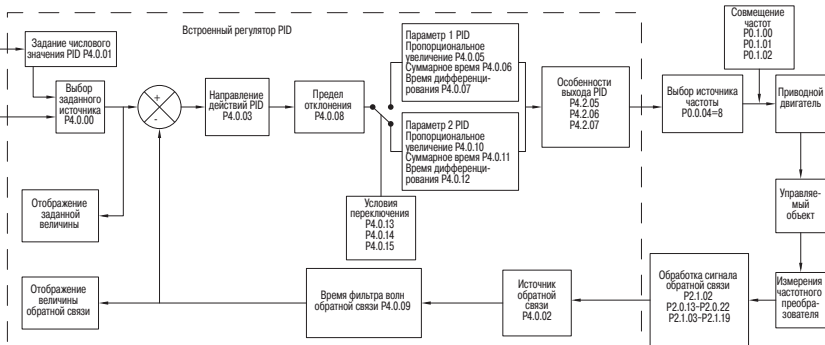 Встроенный регулятор PID
Задание числового
значения PID P4.0.01
Выбор
заданного
источника
P4.0.00
+
-
Направление
действий PID
P4.0.03
Предел
отклонения
P4.0.08
Параметр 1 PID
Пропорциональное
увеличение P4.0.05
Суммарное время P4.0.06
Время дифференци-
рования P4.0.07
Параметр 2 PID
Пропорциональное
увеличение P4.0.10
Суммарное время P4.0.11
Время дифференци-
рования P4.0.12
Условия
переключения
P4.0.13
P4.0.14
P4.0.15
Особенности
выхода PID
P4.2.05
P4.2.06
P4.2.07
Выбор источника
частоты
P0.0.04=8
Совмещение
частот
P0.1.00
P0.1.01
P0.1.02
Приводной
двигатель
Управляе-
мый
объект
Измерения
частотного
преобра-
зователя
Обработка сигнала
обратной связи
P2.1.02
P2.0.13-P2.0.22
P2.1.03-P2.1.19
Источник
обратной
связи
P4.0.02
Время фильтра волн
обратной связи P4.0.09
Отображение
заданной
величины
Отображение
величины
обратной связи